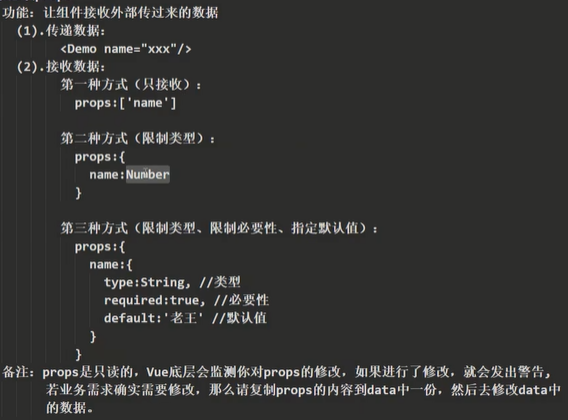 功能：让组件接收外部传过来的数据
(1).传递数据：
<Demo name="xxx"/>
(2).接收数据：
第一种方式（只接收）：
props:['name']
第二种方式（限制类型）：
props:{
name:Number
}
第三种方式（限制类型、限制必要性、指定默认值）：
props:{
name:{
type:String, //类型
required:true, //必要性
default:'老王' //默认值
}
}
备注：props是只读的，Vue底层会监测你对props的修改，如果进行了修改，就会发出警告，
若业务需求确实需要修改，那么请复制props的内容到data中一份，然后去修改data中
的数据。